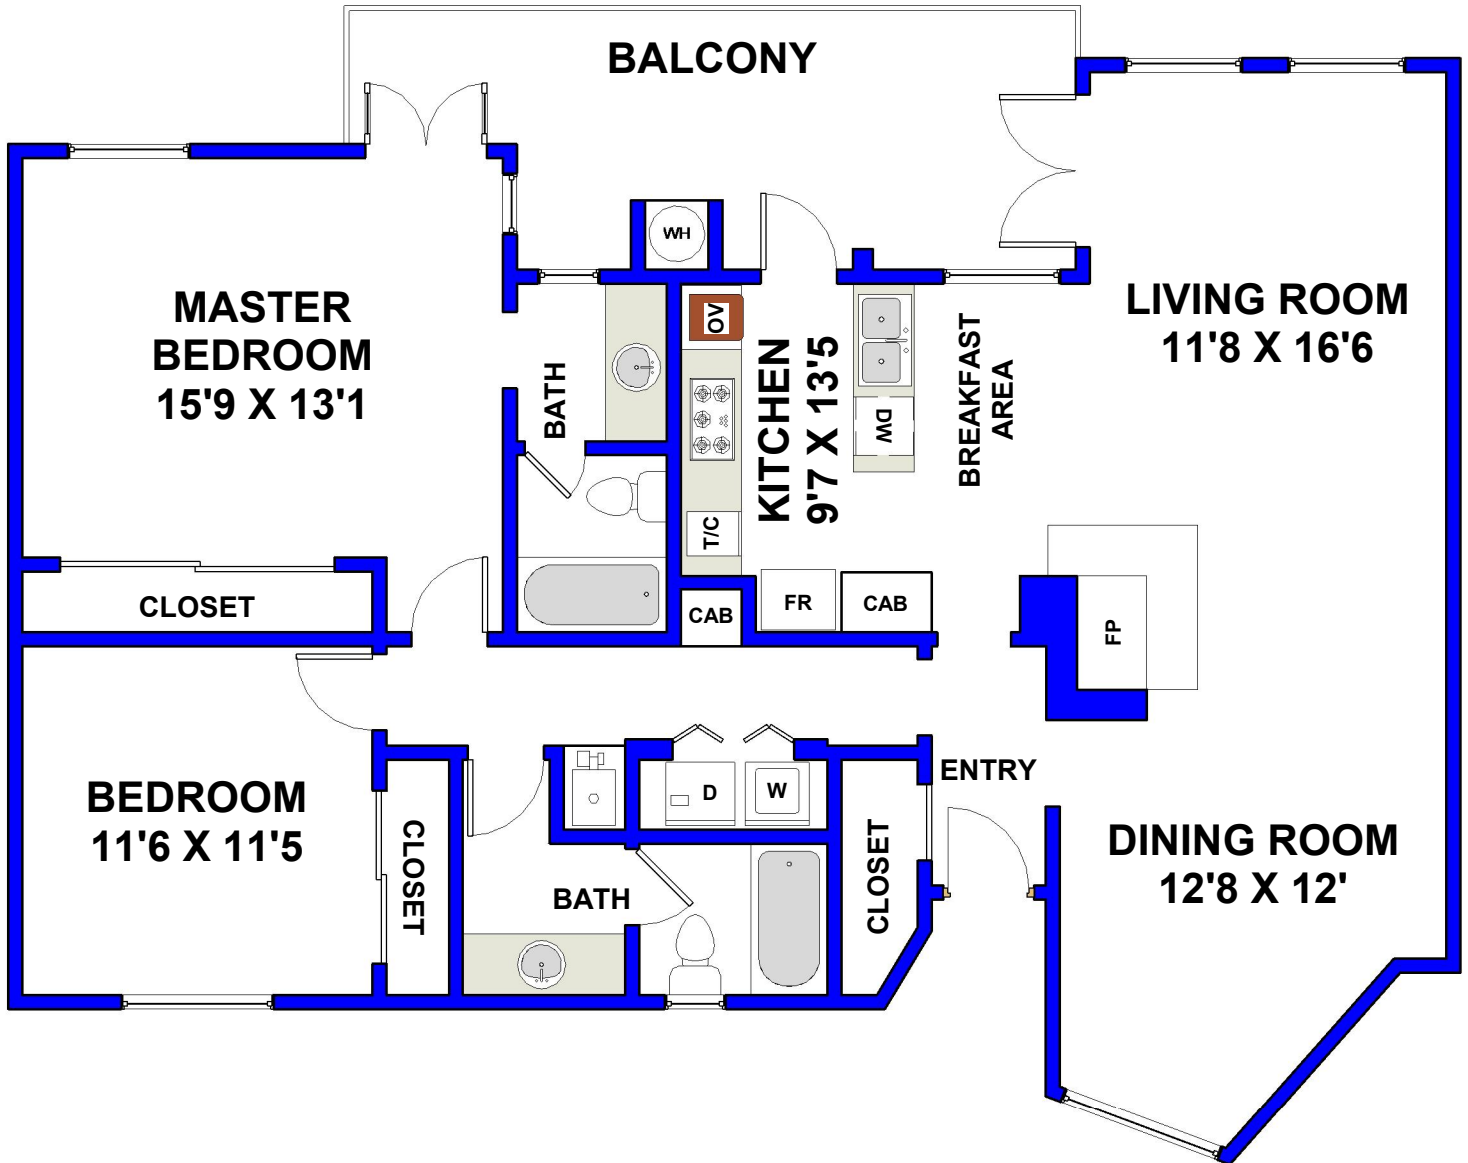 BALCONY
MASTER
BEDROOM
15'9 X 13'1
WH
OV
BATH
KITCHEN
9'7 X 13'5
DW
T/C
BREAKFAST
AREA
LIVING ROOM
11'8 X 16'6
CLOSET
CAB
FR
CAB
FP
BEDROOM
11'6 X 11'5
CLOSET
BATH
D
W
CLOSET
ENTRY
DINING ROOM
12'8 X 12'